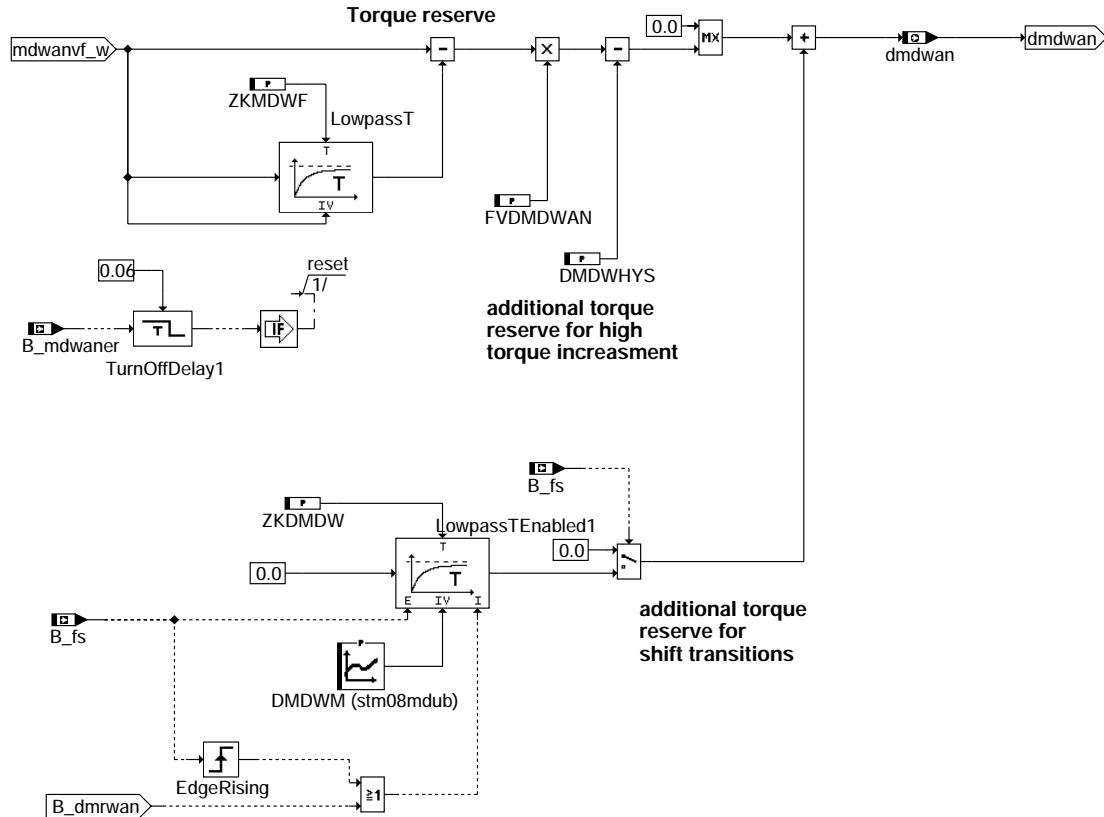 Torque reserve
mdwanvf_w
0.0
MX
dmdwan
dmdwan
P
ZKMDWF
LowpassT
T
T
IV
P
FVDMDWAN
P
DMDWHYS
additional torque
reserve for high
torque increasment
reset
1/
0.06
B_mdwaner
T
IF
TurnOffDelay1
B_fs
P
ZKDMDW
LowpassTEnabled1
T
T
E IV I
0.0
0.0
additional torque
reserve for
shift transitions
B_fs
P
DMDWM (stm08mdub)
EdgeRising
≥1
B_dmrwan